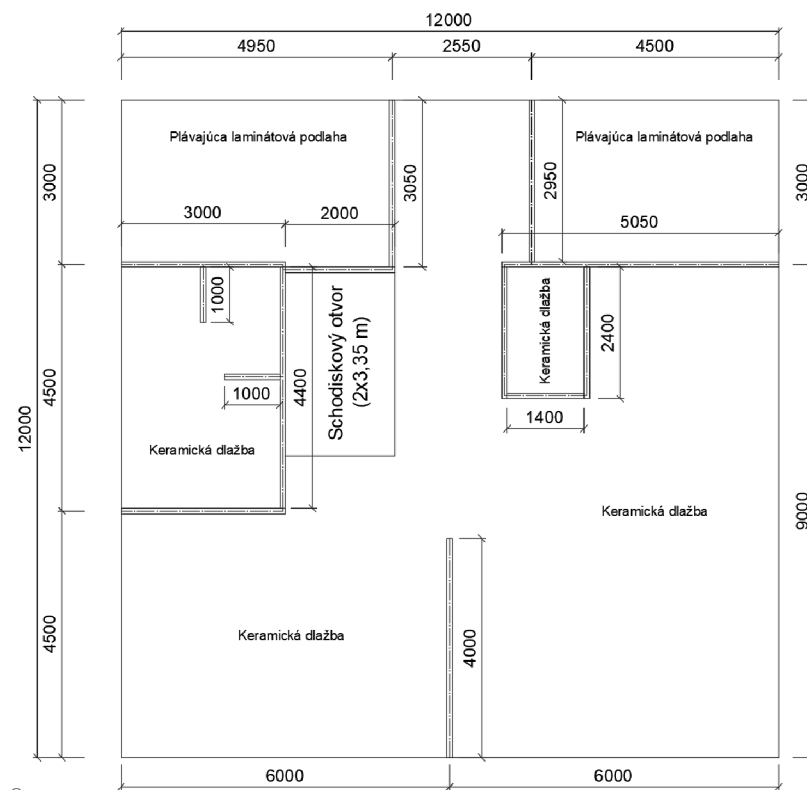 12000
4950
2550
4500
Plávajúca laminátová podlaha
Plávajúca laminátová podlaha
3000
3050
2950
3000
3000
2000
5050
1000
Keramická dlažba
2400
4500
12000
1000
4400
Schodiskový otvor
(2x3,35 m)
1400
Keramická dlažba
Keramická dlažba
9000
4500
Keramická dlažba
4000
6000
6000